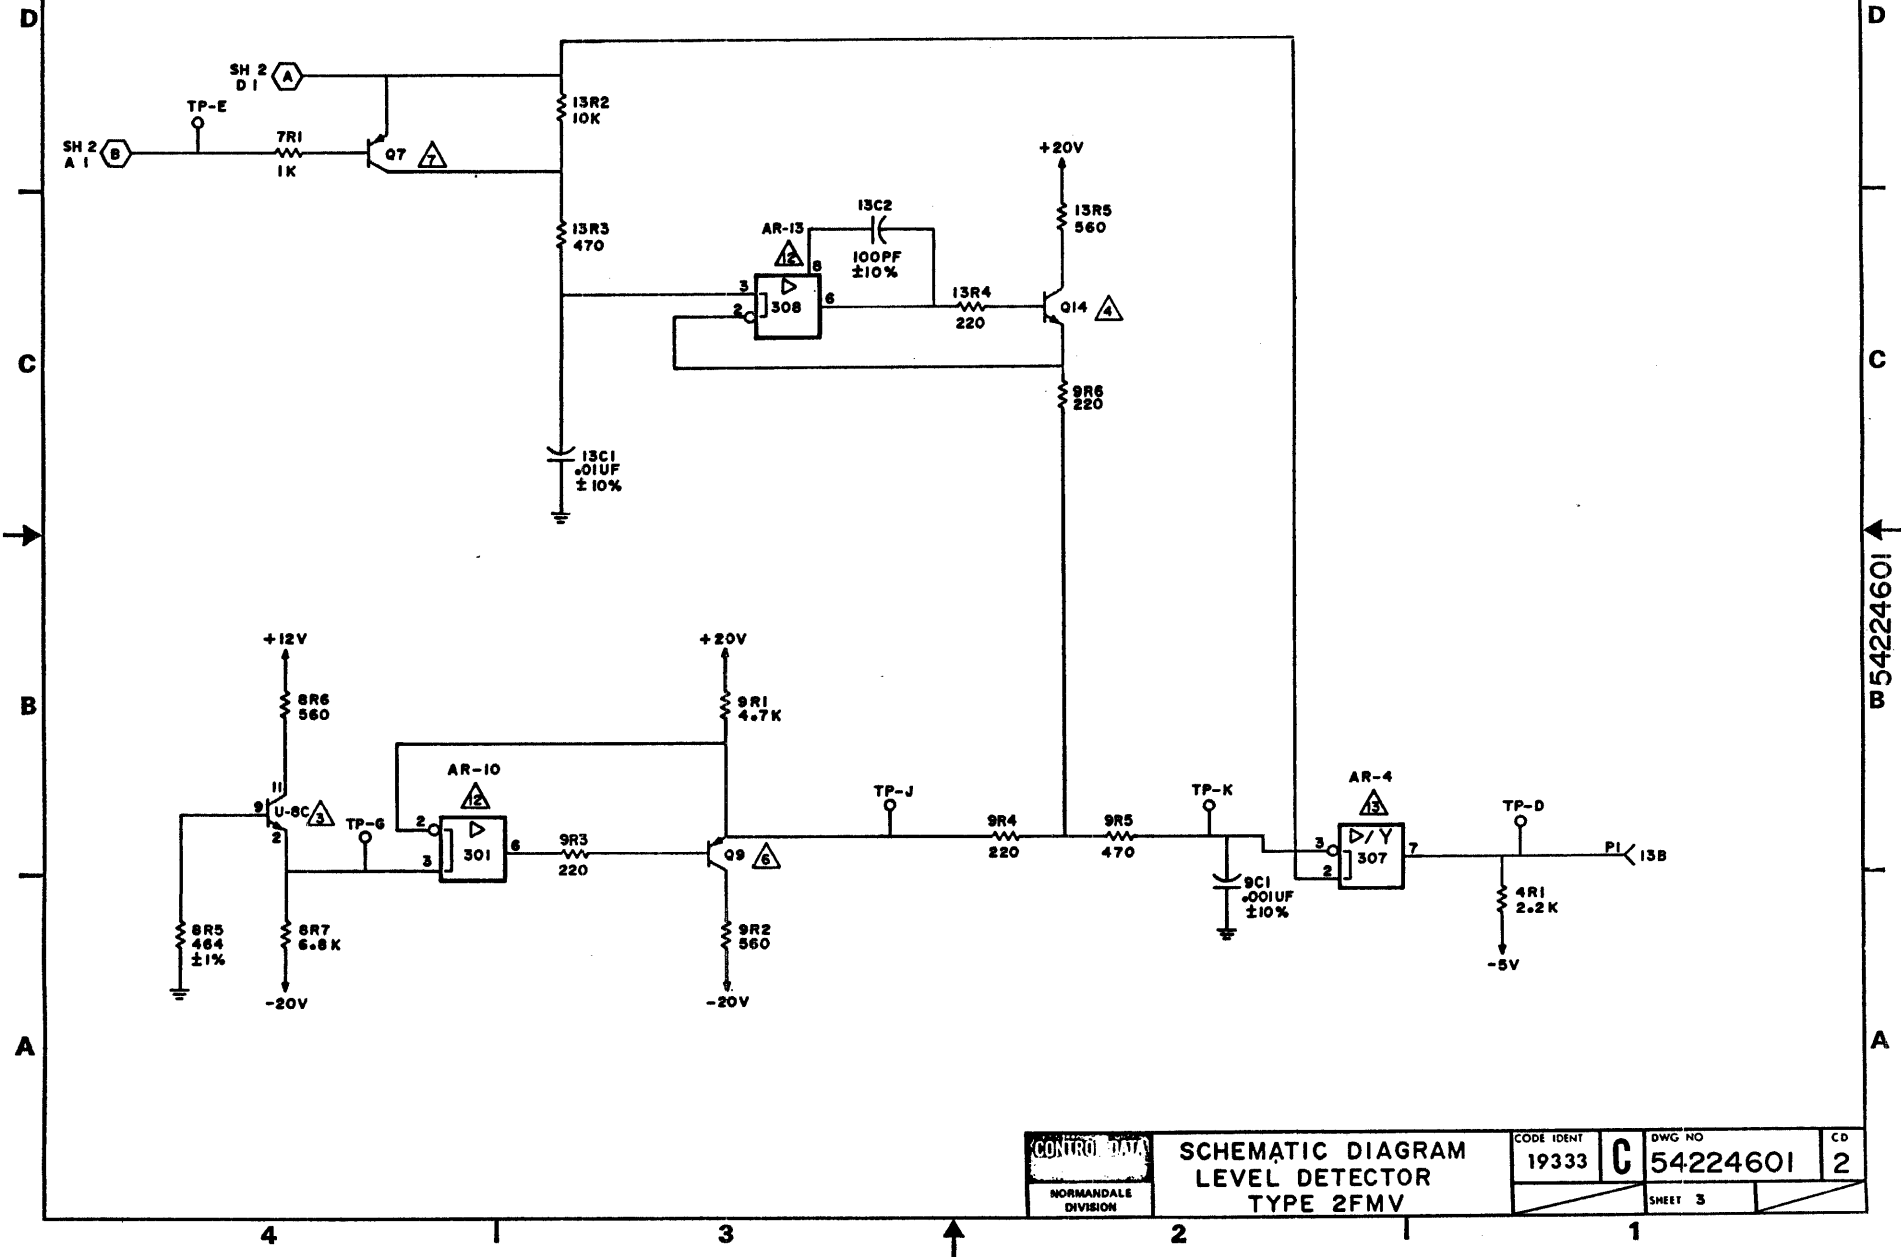 D
D
SH 2
D 1
A
TP-E
SH 2
A 1
B
7R1
1K
Q7
7
13R2
10K
13R3
470
+20V
13R5
560
13C2
100PF
±10%
AR-13
12
8
3
2
308
6
13R4
220
Q14
4
C
C
9R6
220
13C1
.01UF
±10%
54224601
+12V
8R6
560
+20V
9R1
4.7K
B
B
AR-10
12
11
9
U-8C
3
2
TP-G
2
3
301
6
9R3
220
Q9
6
TP-J
9R4
220
9R5
470
TP-K
AR-4
13
3
2
/Y
307
7
TP-D
P1
13B
9C1
.001UF
±10%
4R1
2.2K
-5V
8R5
464
±1%
8R7
6.8K
-20V
9R2
560
-20V
A
A
CONTROL DATA
NORMANDALE
DIVISION
SCHEMATIC DIAGRAM
LEVEL DETECTOR
TYPE 2FMV
CODE IDENT
19333
C
DWG NO
54224601
CD
2
SHEET 3
4
3
2
1